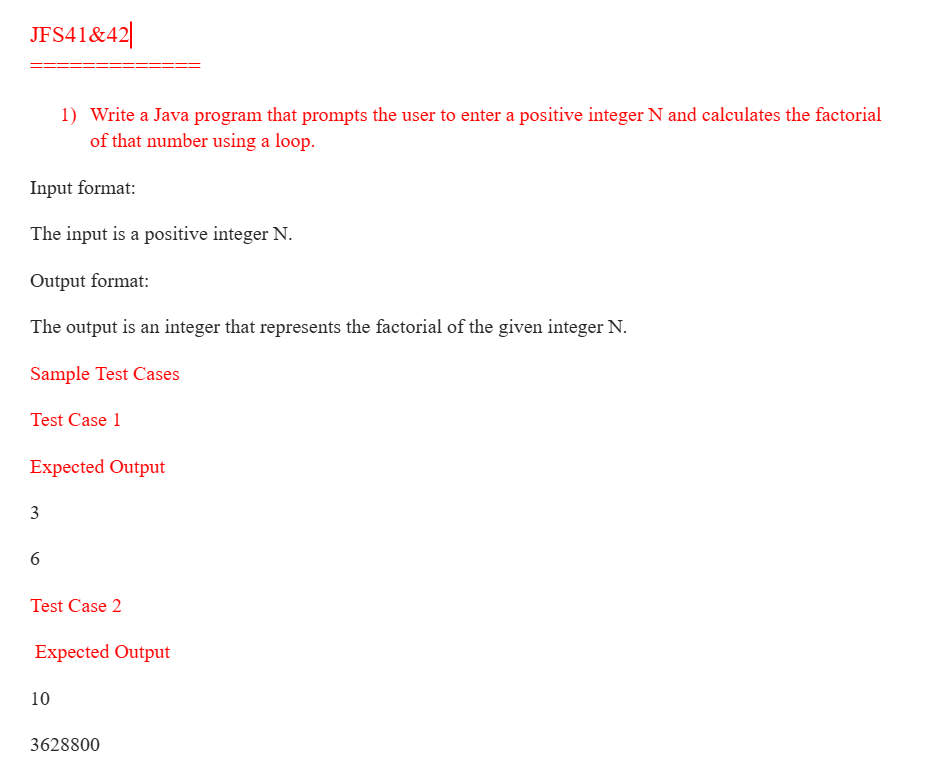 JFS41&42
=============
1) Write a Java program that prompts the user to enter a positive integer N and calculates the factorial
of that number using a loop.
Input format:
The input is a positive integer N.
Output format:
The output is an integer that represents the factorial of the given integer N.
Sample Test Cases
Test Case 1
Expected Output
3
6
Test Case 2
Expected Output
10
3628800